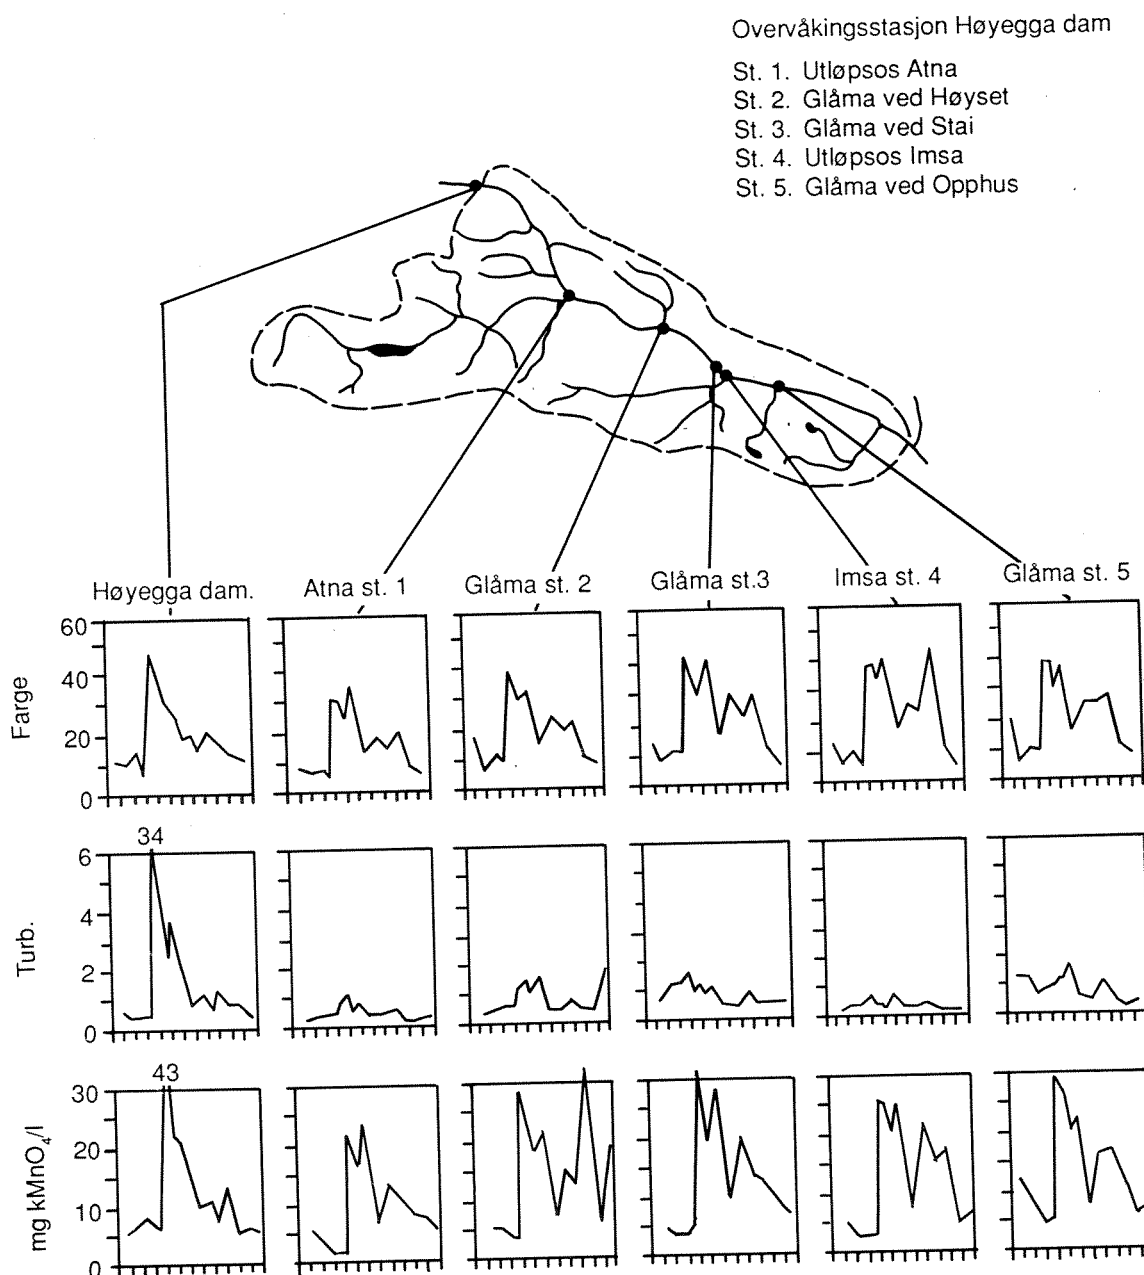 Overvåkingsstasjon Høyegga dam
St. 1. Utløpsos Atna
St. 2. Glåma ved Høyset
St. 3. Glåma ved Stai
St. 4. Utløpsos Imsa
St. 5. Glåma ved Opphus
Høyegga dam.
Atna st. 1
Glåma st. 2
Glåma st.3
Imsa st. 4
Glåma st. 5
Farge
60
40
20
0
34
Turb.
6
4
2
0
43
mg kMnO₄/l
30
20
10
0